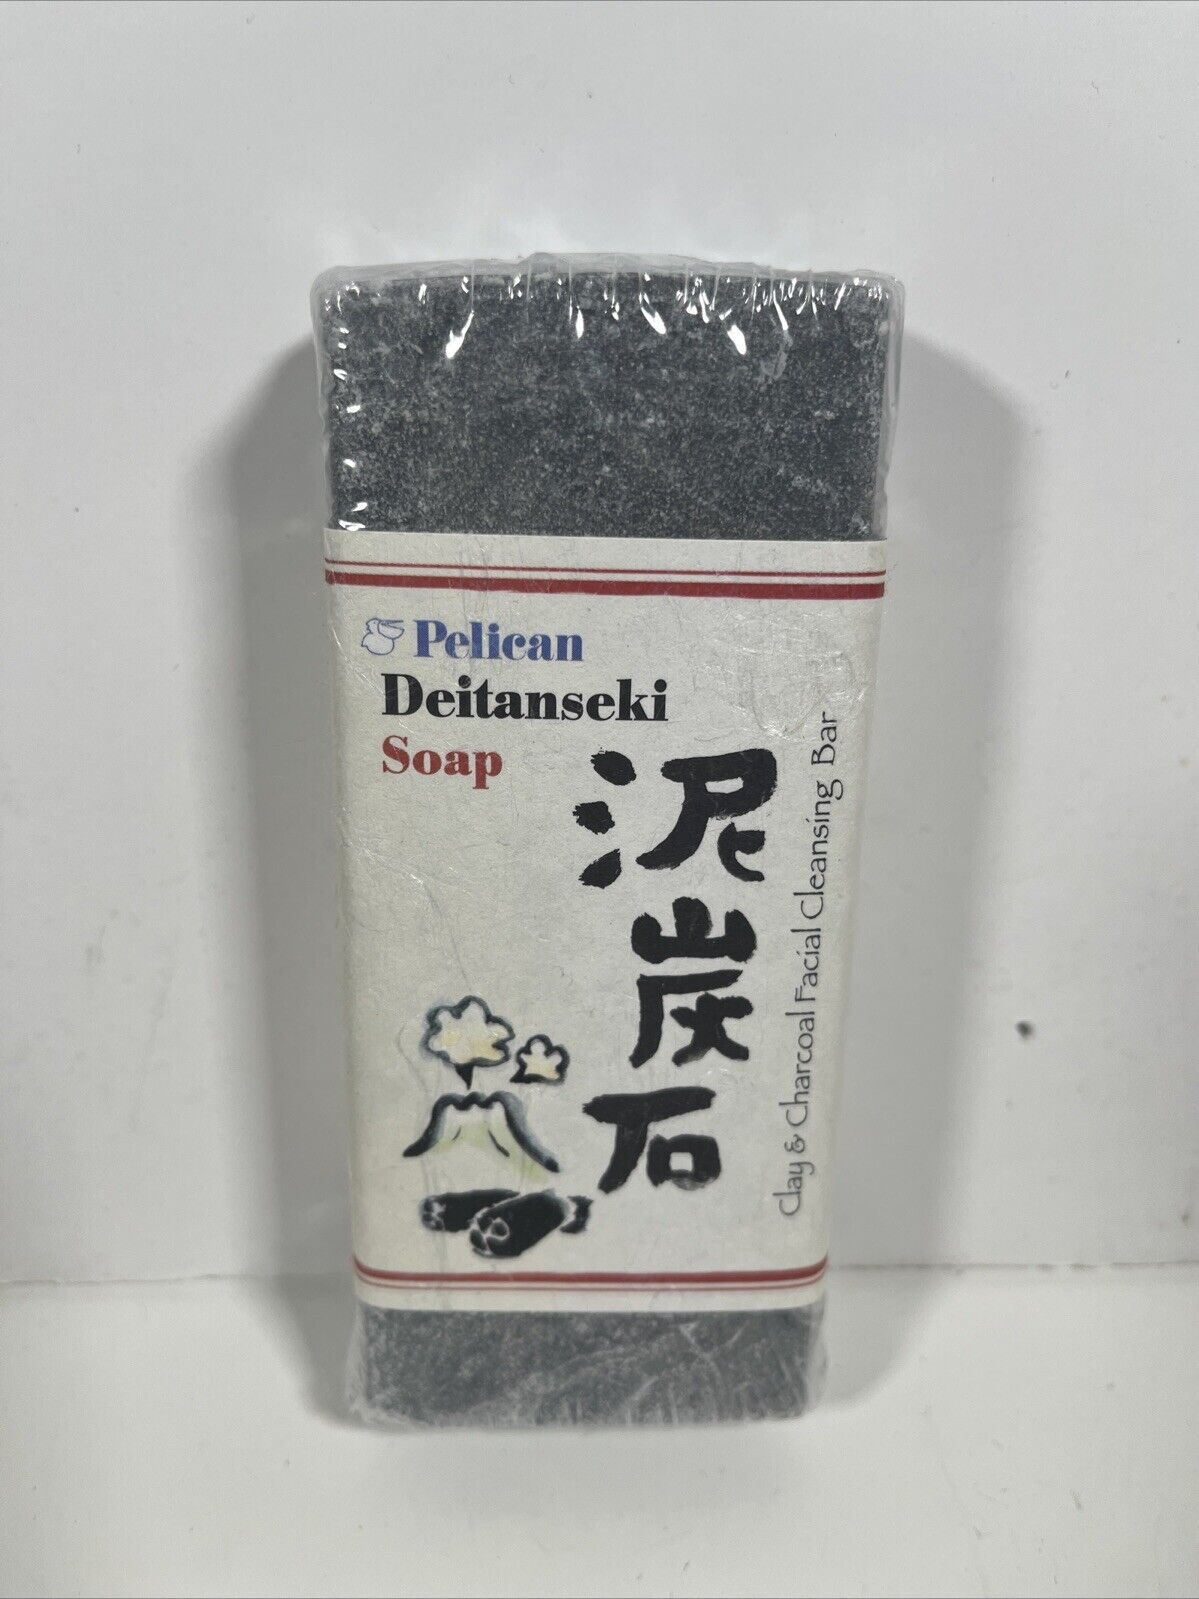 Pelican
Deitanseki
Soap
泥炭石
Clay & Charcoal Facial Cleansing Bar